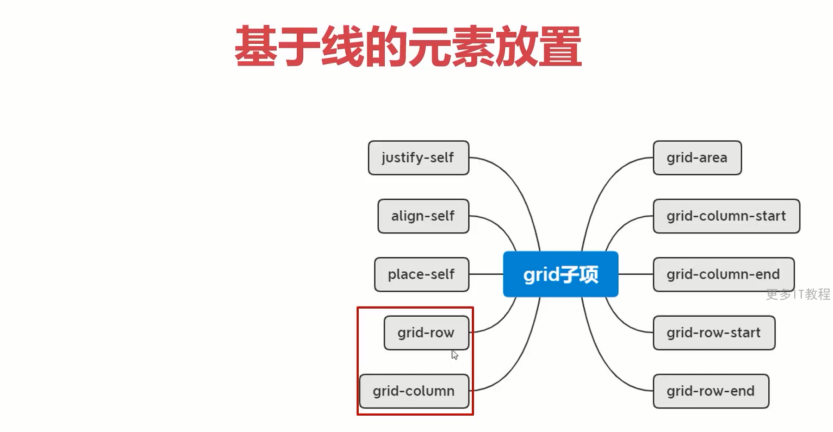 基于线的元素放置
justify-self
align-self
place-self
grid-row
grid-column
grid子项
grid-area
grid-column-start
grid-column-end
更多IT教程
grid-row-start
grid-row-end